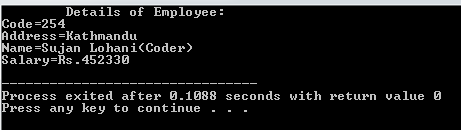 Details of Employee:
Code=254
Address=Kathmandu
Name=Sujan Lohani(Coder)
Salary=Rs.452330
--------------------------------
Process exited after 0.1088 seconds with return value 0
Press any key to continue . . .